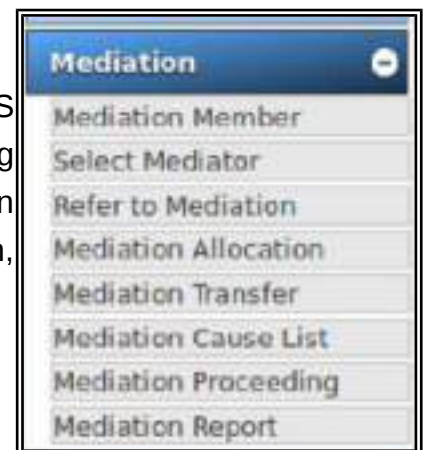 Mediation
Mediation Member
S
Select Mediator
g
Refer to Mediation
n
Mediation Allocation
n,
Mediation Transfer
Mediation Cause List
Mediation Proceeding
Mediation Report